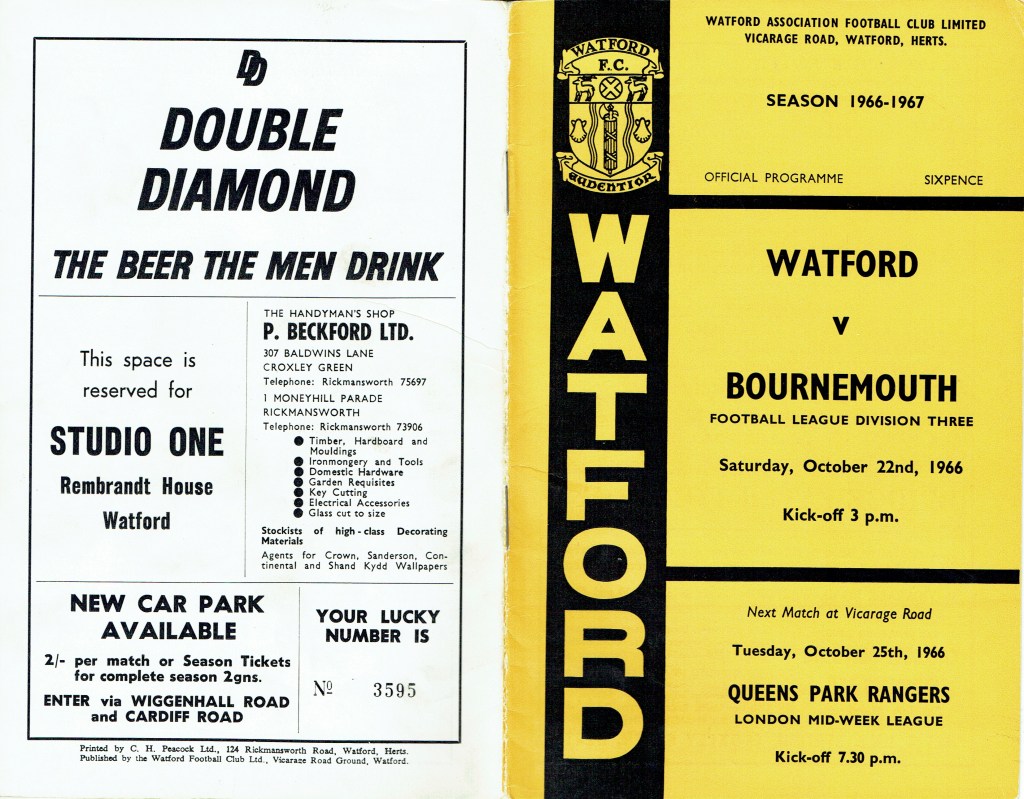 DD
DOUBLE
DIAMOND
THE BEER THE MEN DRINK
This space is
reserved for
STUDIO ONE
Rembrandt House
Watford
THE HANDYMAN'S SHOP
P. BECKFORD LTD.
307 BALDWINS LANE
CROXLEY GREEN
Telephone: Rickmansworth 75697
1 MONEYHILL PARADE
RICKMANSWORTH
Telephone: Rickmansworth 73906
● Timber, Hardboard and
Mouldings
● Ironmongery and Tools
● Domestic Hardware
● Garden Requisites
● Key Cutting
● Electrical Accessories
● Glass cut to size
Stockists of high-class Decorating
Materials
Agents for Crown, Sanderson, Con-
tinental and Shand Kydd Wallpapers
NEW CAR PARK
AVAILABLE
2/- per match or Season Tickets
for complete season 2gns.
ENTER via WIGGENHALL ROAD
and CARDIFF ROAD
YOUR LUCKY
NUMBER IS
Nº 3595
Printed by C. H. Peacock Ltd., 124 Rickmansworth Road, Watford, Herts.
Published by the Watford Football Club Ltd., Vicarage Road Ground, Watford.
WATFORD
F.C.
AUDENTIOR
WATFORD
WATFORD ASSOCIATION FOOTBALL CLUB LIMITED
VICARAGE ROAD, WATFORD, HERTS.
SEASON 1966-1967
OFFICIAL PROGRAMME SIXPENCE
WATFORD
v
BOURNEMOUTH
FOOTBALL LEAGUE DIVISION THREE
Saturday, October 22nd, 1966
Kick-off 3 p.m.
Next Match at Vicarage Road
Tuesday, October 25th, 1966
QUEENS PARK RANGERS
LONDON MID-WEEK LEAGUE
Kick-off 7.30 p.m.